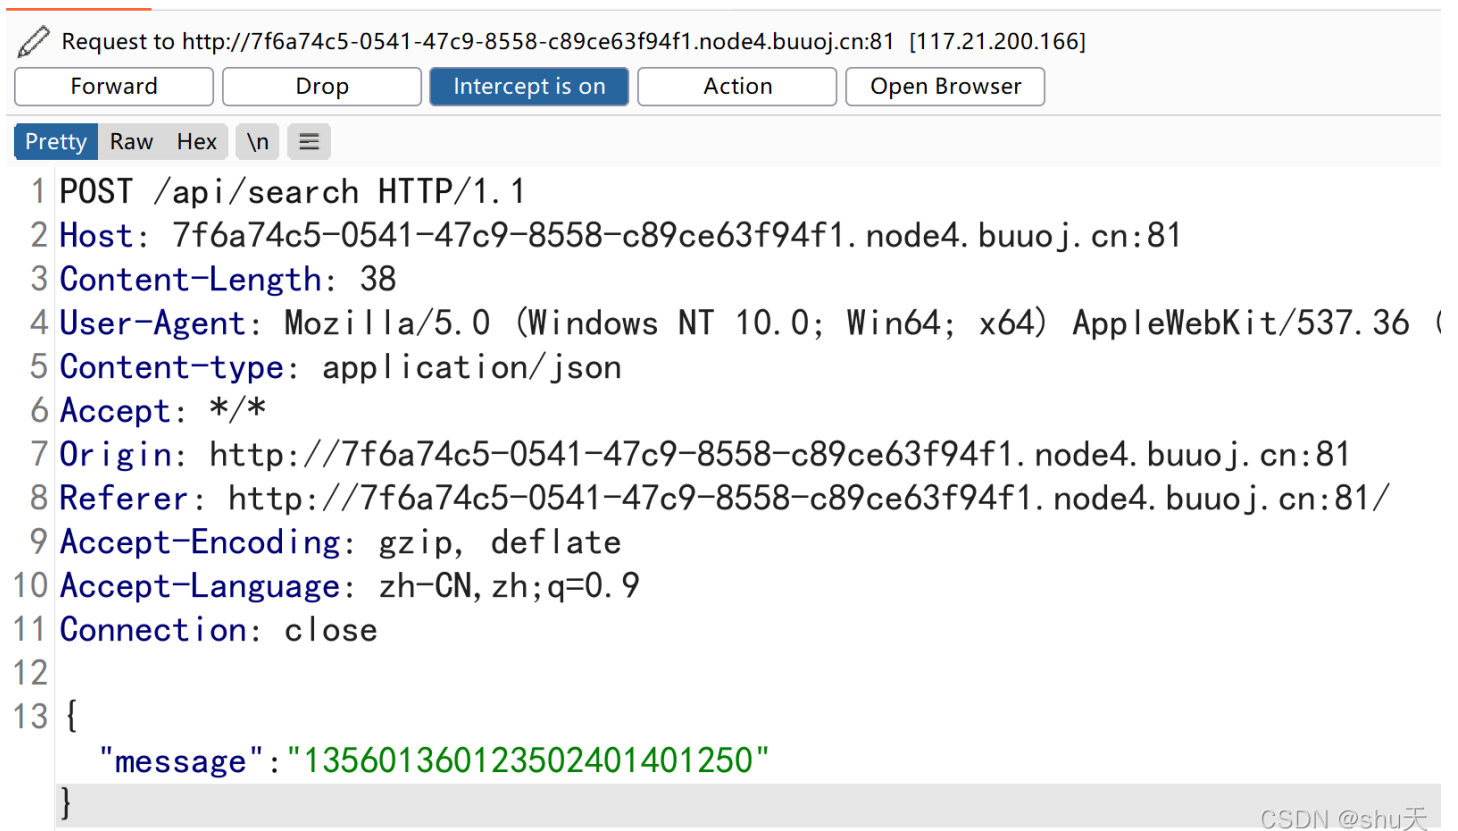 Request to http://7f6a74c5-0541-47c9-8558-c89ce63f94f1.node4.buuoj.cn:81 [117.21.200.166]
Forward Drop Intercept is on Action Open Browser
Pretty Raw Hex \n
1 POST /api/search HTTP/1.1
2 Host: 7f6a74c5-0541-47c9-8558-c89ce63f94f1.node4.buuoj.cn:81
3 Content-Length: 38
4 User-Agent: Mozilla/5.0 (Windows NT 10.0; Win64; x64) AppleWebKit/537.36 (
5 Content-type: application/json
6 Accept: */*
7 Origin: http://7f6a74c5-0541-47c9-8558-c89ce63f94f1.node4.buuoj.cn:81
8 Referer: http://7f6a74c5-0541-47c9-8558-c89ce63f94f1.node4.buuoj.cn:81/
9 Accept-Encoding: gzip, deflate
10 Accept-Language: zh-CN,zh;q=0.9
11 Connection: close
12
13 {
"message":"135601360123502401401250"
}
CSDN @shu天